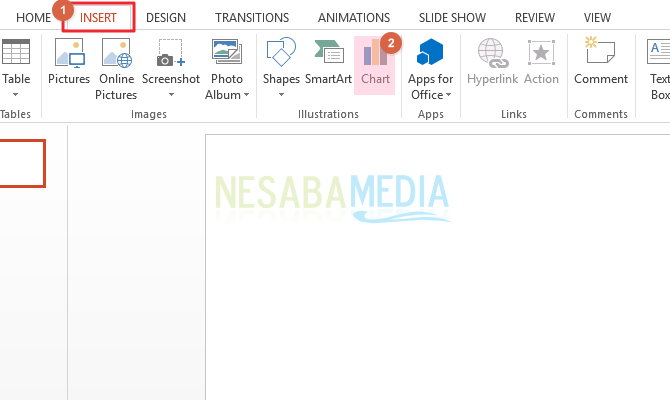 HOME 1 INSERT DESIGN TRANSITIONS ANIMATIONS SLIDE SHOW REVIEW VIEW
2
Table Pictures Online Pictures Screenshot Photo Album Shapes SmartArt Chart Apps for Office Hyperlink Action Comment Text Box
Tables Images Illustrations Apps Links Comments
NESABAMEDIA